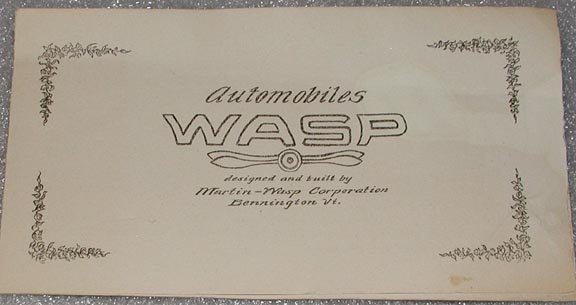 Automobiles
WASP
designed and built by
Martin-Wasp Corporation
Bennington Vt.